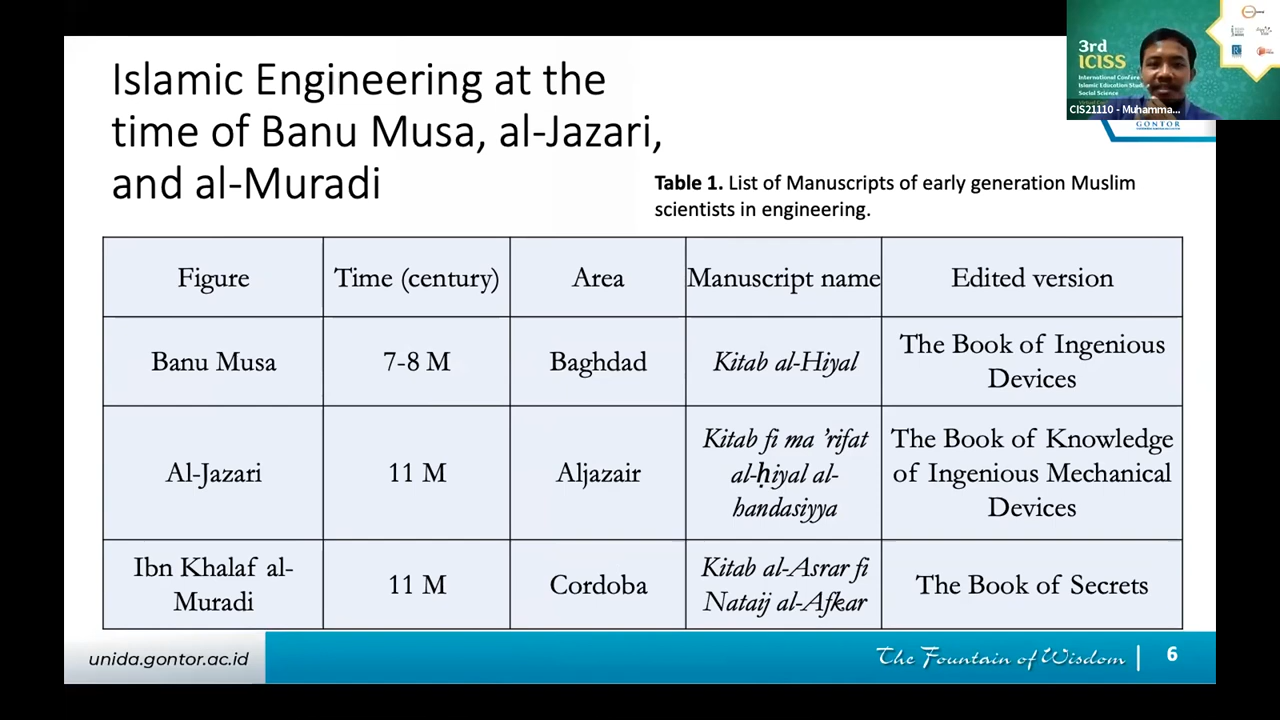 Islamic Engineering at the
time of Banu Musa, al-Jazari,
and al-Muradi
3rd
ICISS
CIS21110 - Muhamma...
GONTOR
Table 1. List of Manuscripts of early generation Muslim
scientists in engineering.
Figure
Time (century)
Area
Manuscript name
Edited version
Banu Musa
7-8 M
Baghdad
Kitab al-Hiyal
The Book of Ingenious
Devices
Al-Jazari
11 M
Aljazair
Kitab fi ma 'rifat
al-ḥiyal al-
handasiyya
The Book of Knowledge
of Ingenious Mechanical
Devices
Ibn Khalaf al-
Muradi
11 M
Cordoba
Kitab al-Asrar fi
Nataij al-Afkar
The Book of Secrets
unida.gontor.ac.id
The Fountain of Wisdom | 6